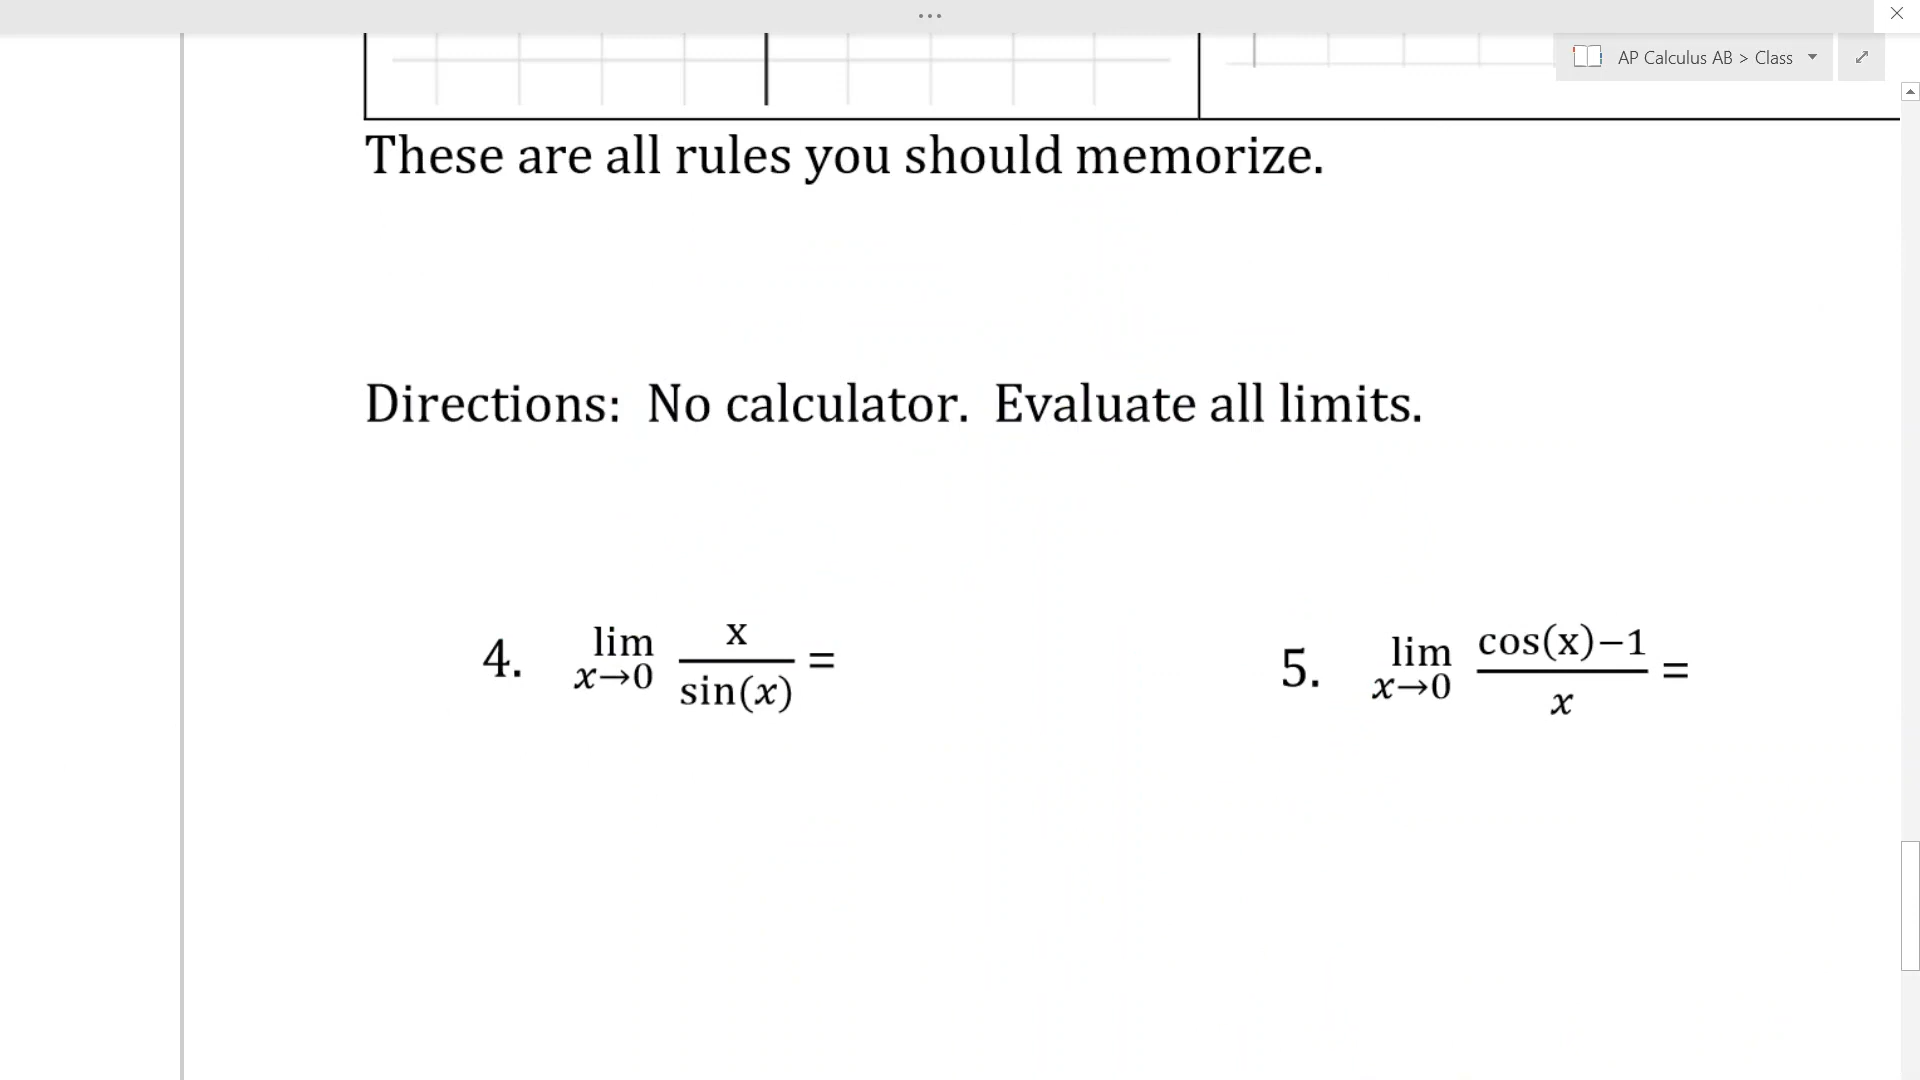 ...
AP Calculus AB > Class
These are all rules you should memorize.
Directions: No calculator. Evaluate all limits.
4. lim x→0 x/sin(x) =
5. lim x→0 cos(x)−1/x =